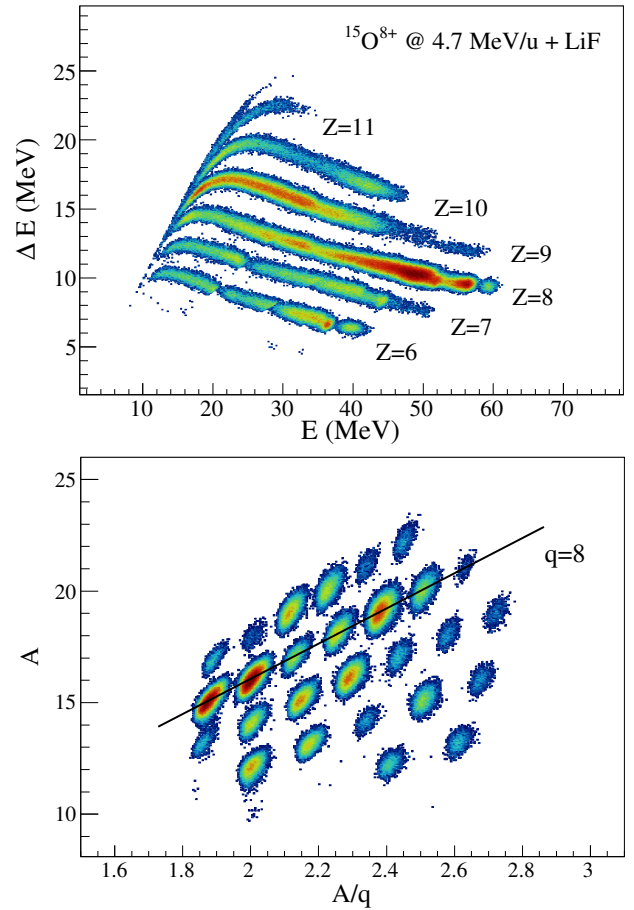 ¹⁵O⁸⁺ @ 4.7 MeV/u + LiF
25
20
15
10
5
Δ E (MeV)
Z=11
Z=10
Z=9
Z=8
Z=7
Z=6
10 20 30 40 50 60 70
E (MeV)
25
20
15
10
A
q=8
1.6 1.8 2 2.2 2.4 2.6 2.8 3
A/q